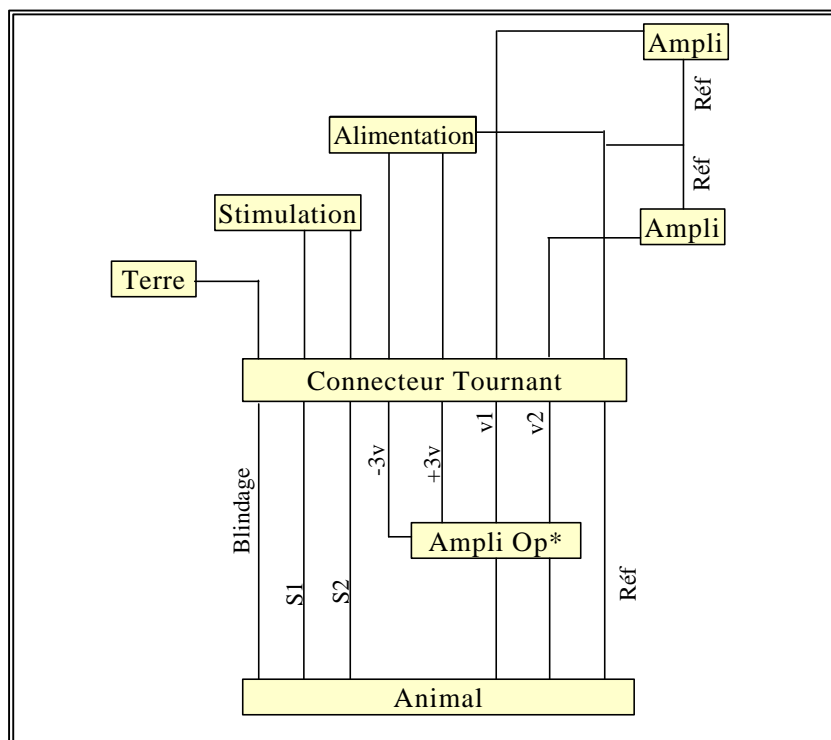 Ampli
Réf
Alimentation
Réf
Stimulation
Ampli
Terre
Connecteur Tournant
Blindage
S1
S2
-3v
+3v
v1
v2
Ampli Op*
Réf
Animal